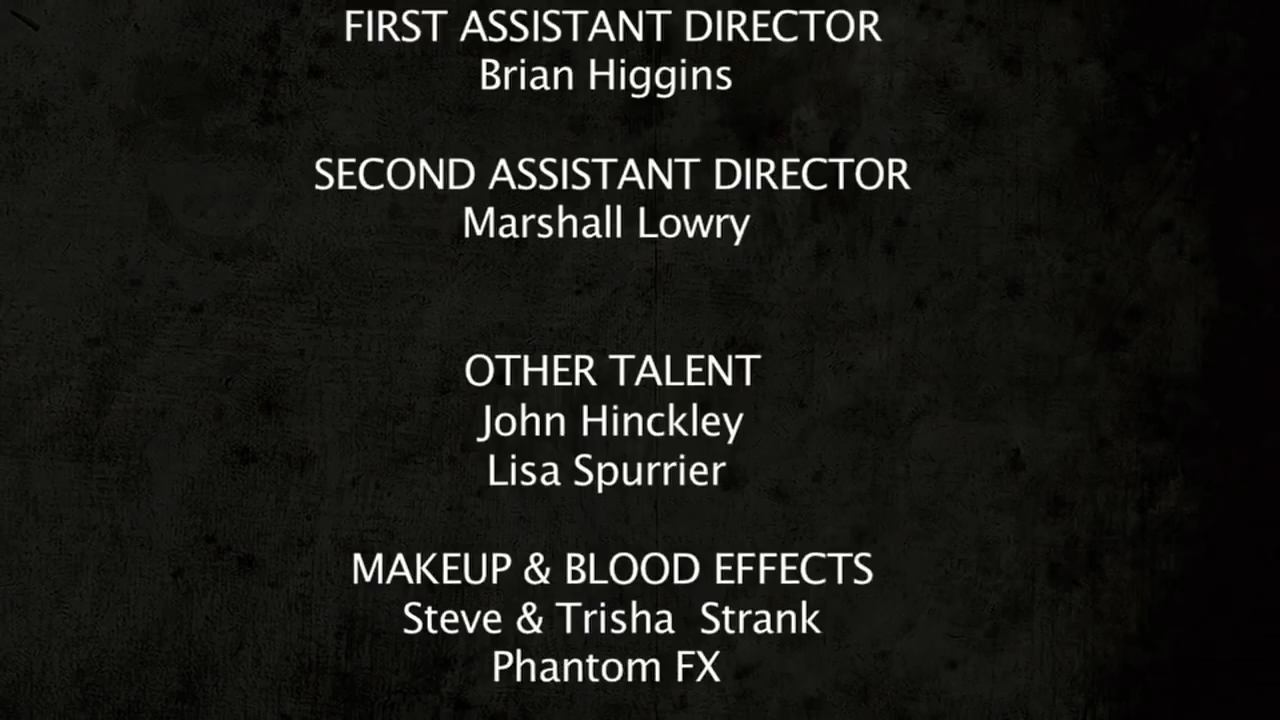 FIRST ASSISTANT DIRECTOR
Brian Higgins
SECOND ASSISTANT DIRECTOR
Marshall Lowry
OTHER TALENT
John Hinckley
Lisa Spurrier
MAKEUP & BLOOD EFFECTS
Steve & Trisha  Strank
Phantom FX